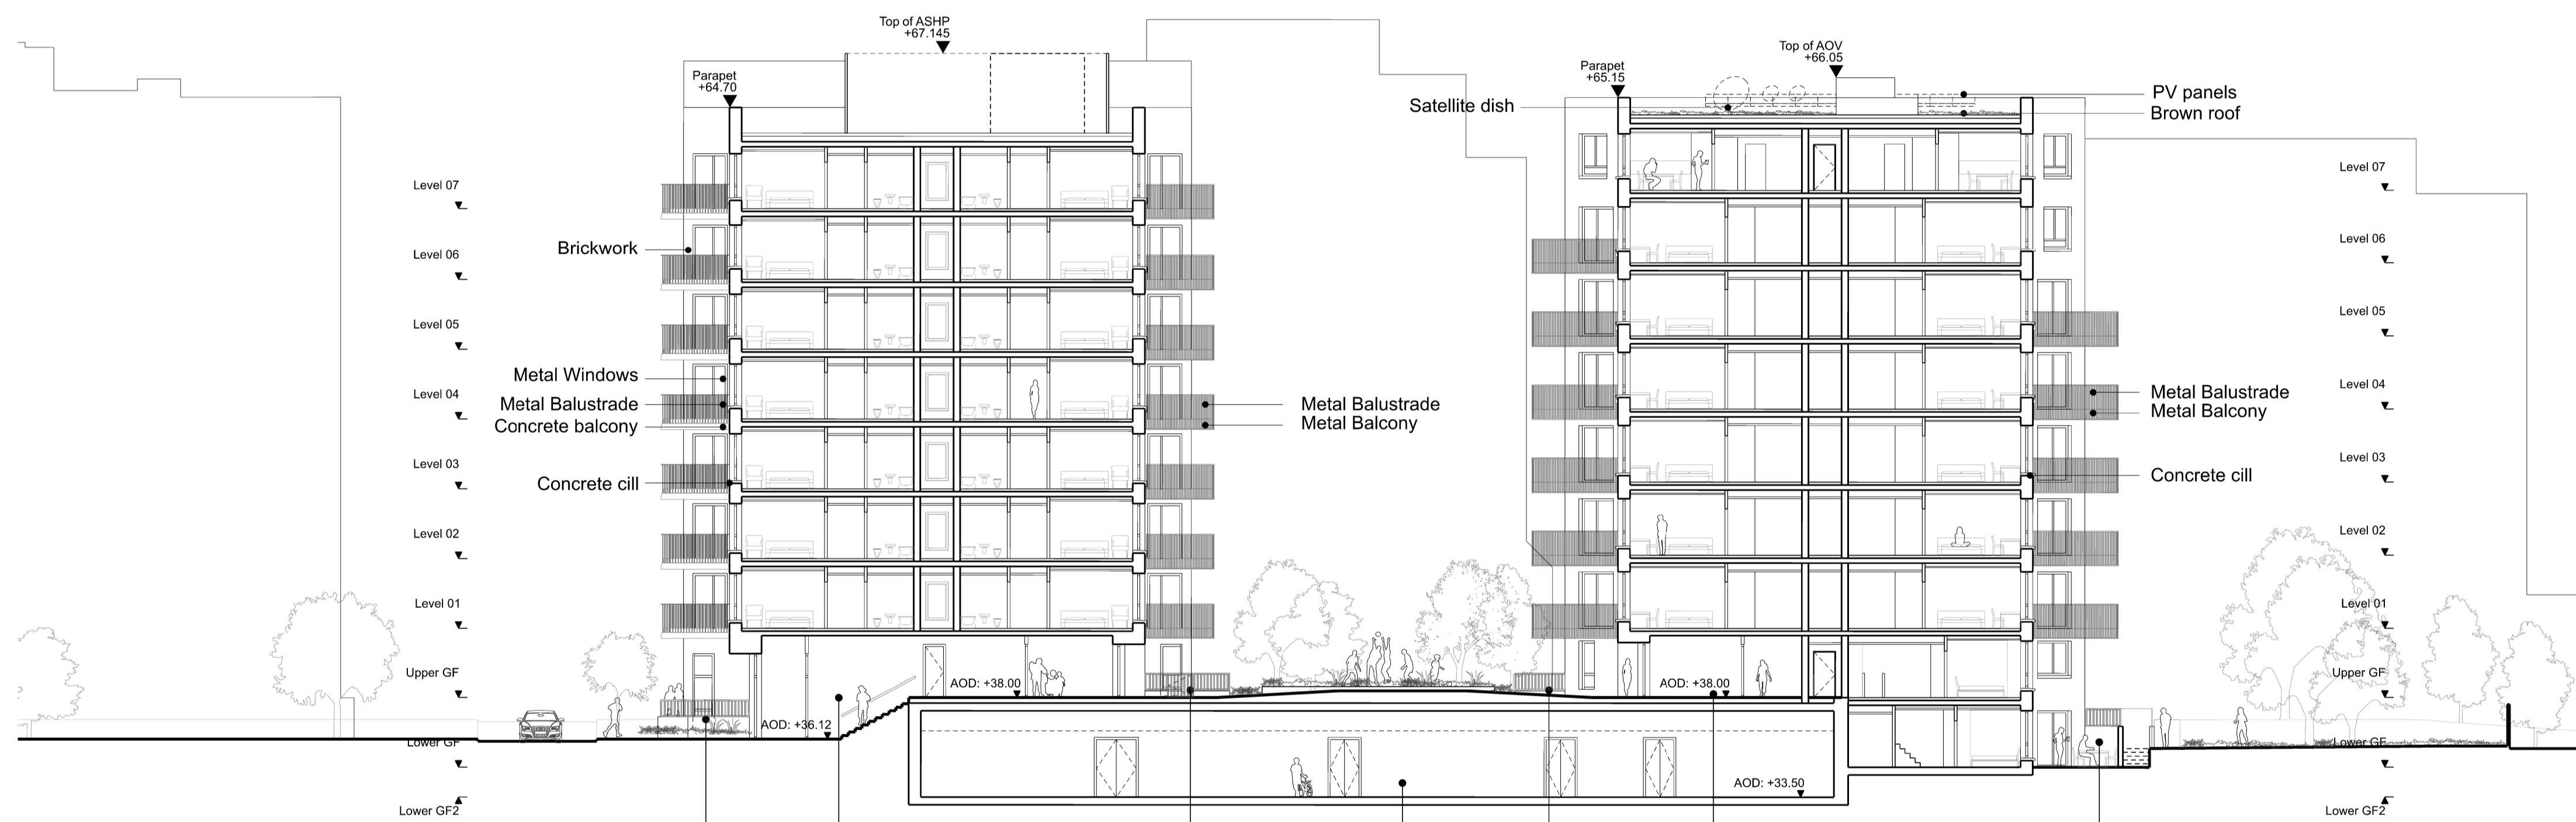 Top of ASHP
+67.145
Parapet
+64.70
Top of AOV
+66.05
Parapet
+65.15
Satellite dish
PV panels
Brown roof
Level 07
Level 06
Level 05
Level 04
Level 03
Level 02
Level 01
Upper GF
Lower GF
Lower GF2
Brickwork
Metal Windows
Metal Balustrade
Concrete balcony
Concrete cill
Metal Balustrade
Metal Balcony
Metal Balustrade
Metal Balcony
Concrete cill
AOD: +36.12
AOD: +38.00
AOD: +38.00
AOD: +33.50
Level 07
Level 06
Level 05
Level 04
Level 03
Level 02
Level 01
Upper GF
Lower GF
Lower GF2